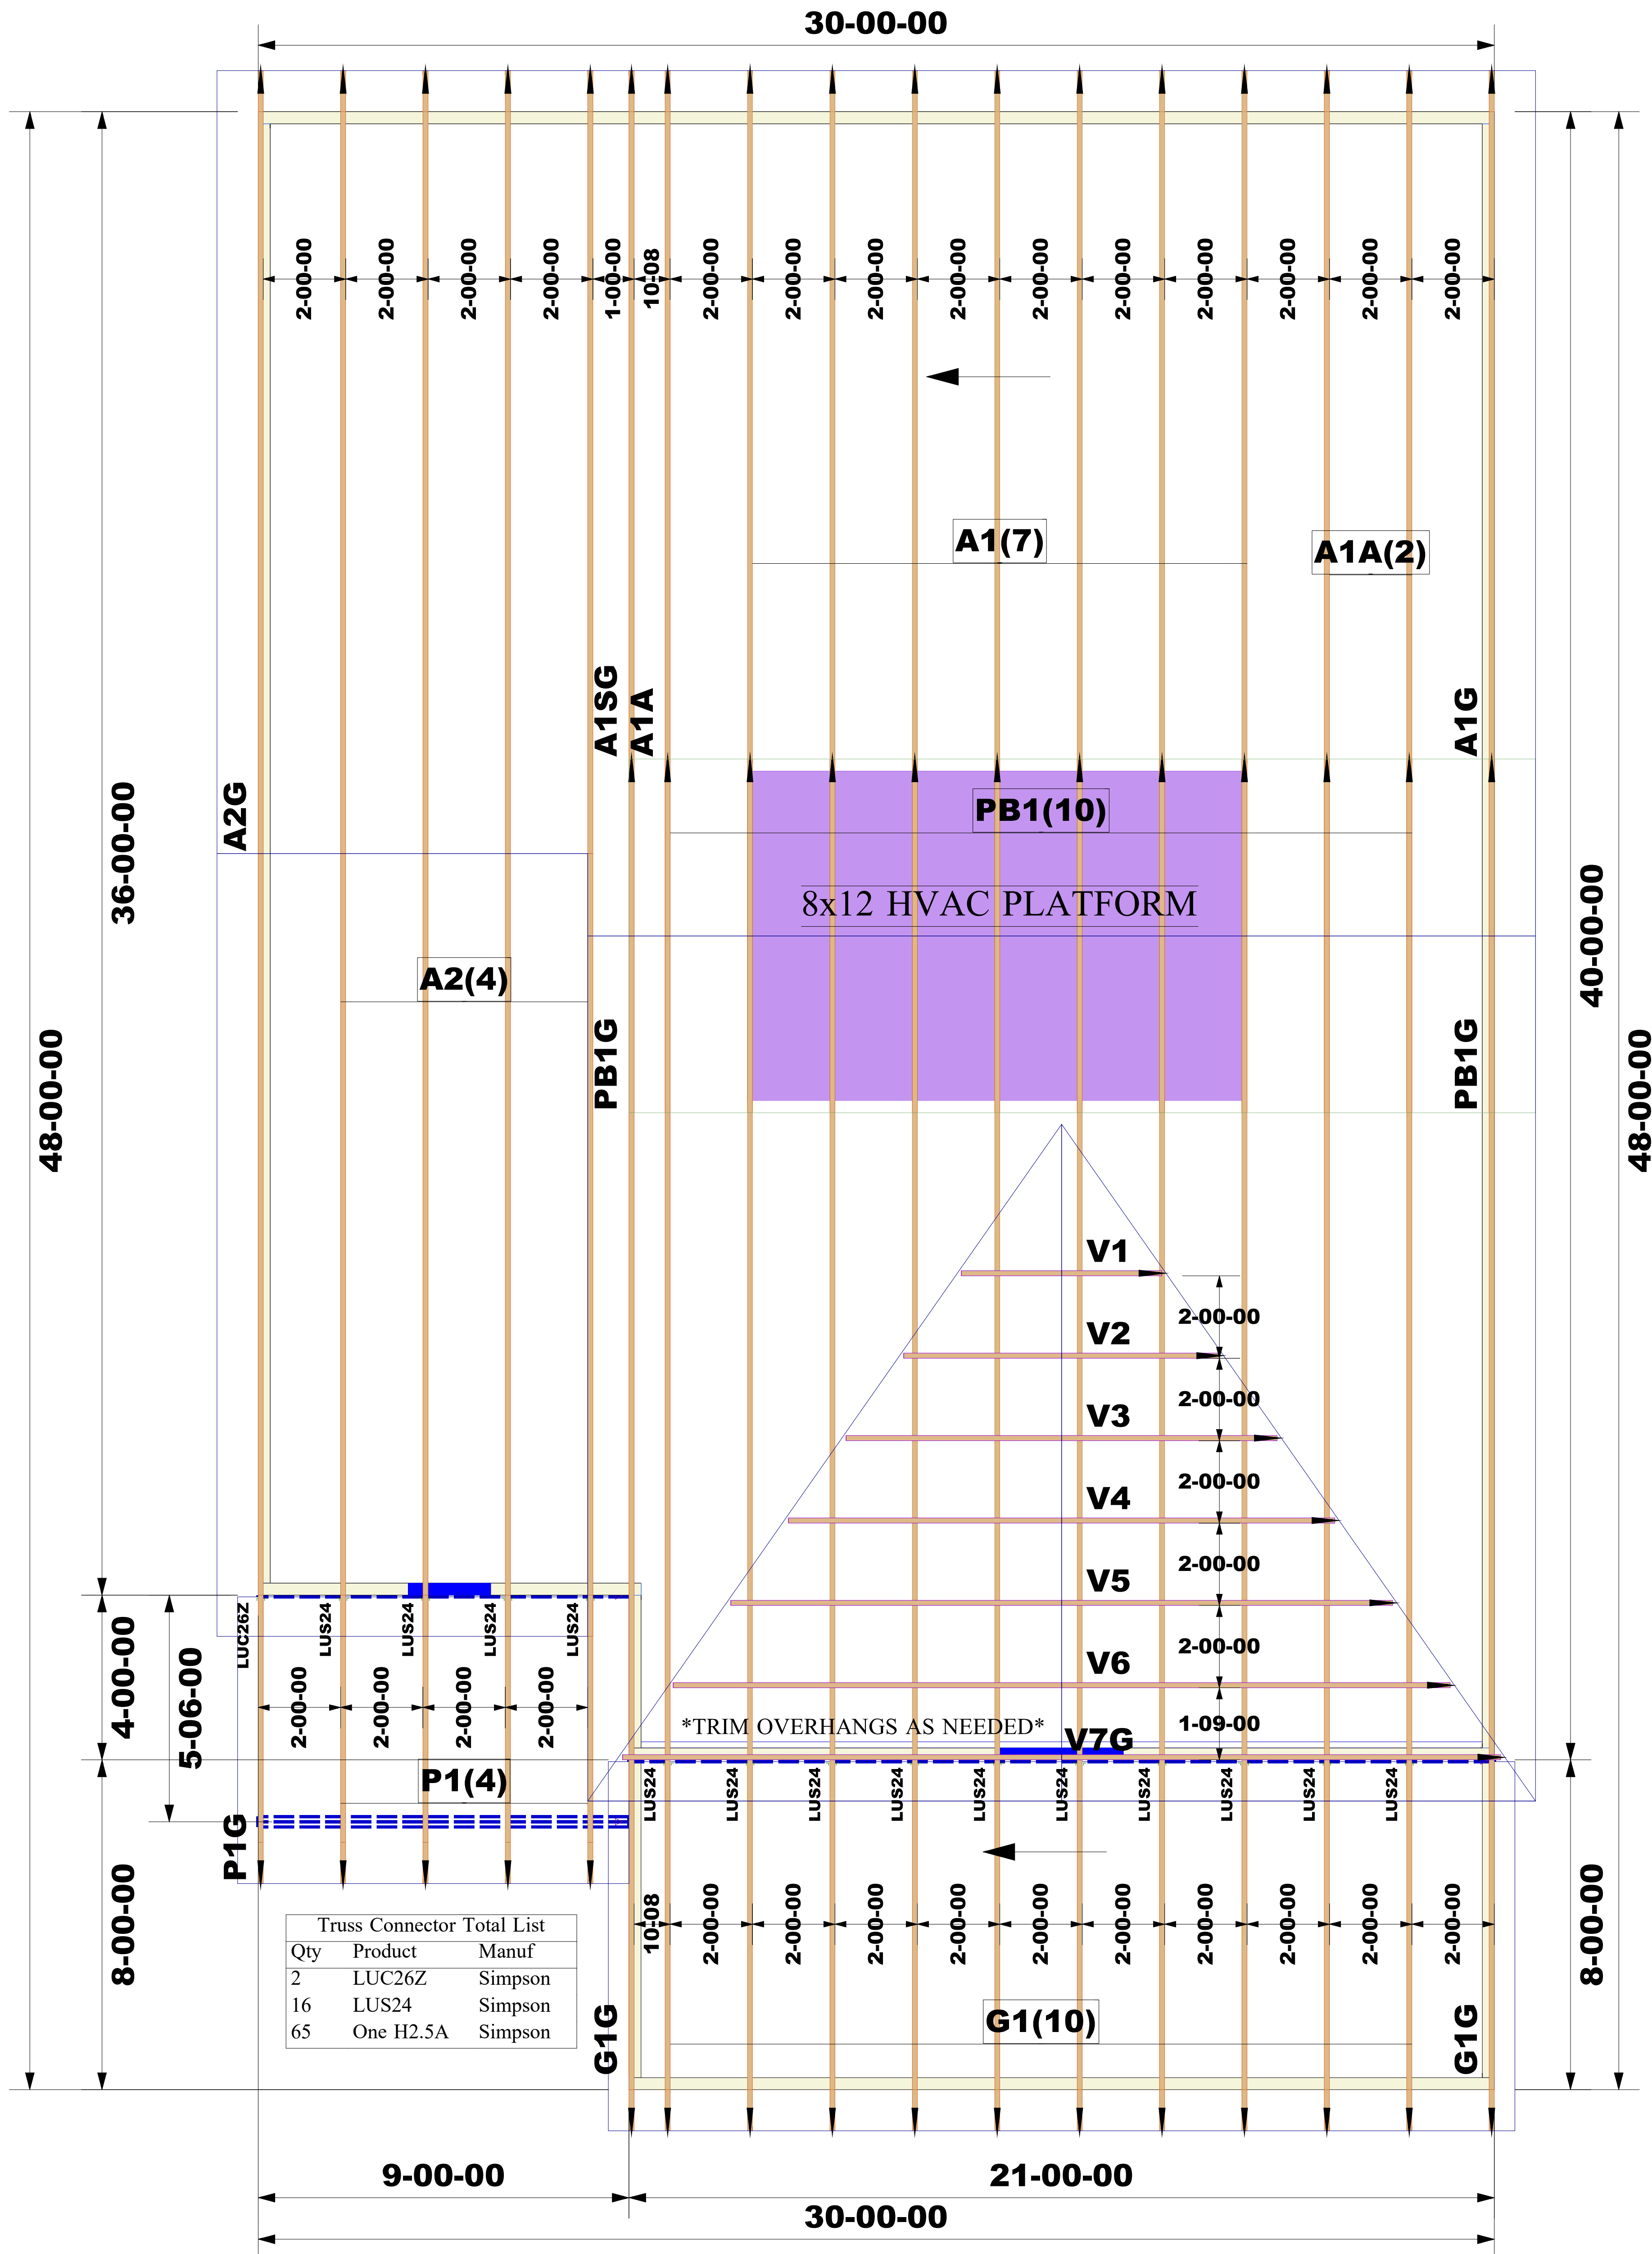 30-00-00
2-00-00
2-00-00
2-00-00
2-00-00
1-00-00
10-08
2-00-00
2-00-00
2-00-00
2-00-00
2-00-00
2-00-00
2-00-00
2-00-00
2-00-00
2-00-00
A1(7)
A1A(2)
A1SG
A1A
A1G
A2G
PB1(10)
36-00-00
8x12 HVAC PLATFORM
40-00-00
A2(4)
PB1G
PB1G
48-00-00
48-00-00
V1
2-00-00
V2
2-00-00
V3
2-00-00
V4
2-00-00
V5
2-00-00
V6
1-09-00
*TRIM OVERHANGS AS NEEDED*
V7G
LUC26Z
LUS24
LUS24
LUS24
LUS24
4-00-00
5-06-00
2-00-00
2-00-00
2-00-00
2-00-00
P1(4)
P1G
LUS24
LUS24
LUS24
LUS24
LUS24
LUS24
LUS24
LUS24
LUS24
LUS24
8-00-00
10-08
2-00-00
2-00-00
2-00-00
2-00-00
2-00-00
2-00-00
2-00-00
2-00-00
2-00-00
2-00-00
8-00-00
Truss Connector Total List
Qty Product Manuf
2 LUC26Z Simpson
16 LUS24 Simpson
65 One H2.5A Simpson
G1G
G1(10)
G1G
9-00-00
21-00-00
30-00-00